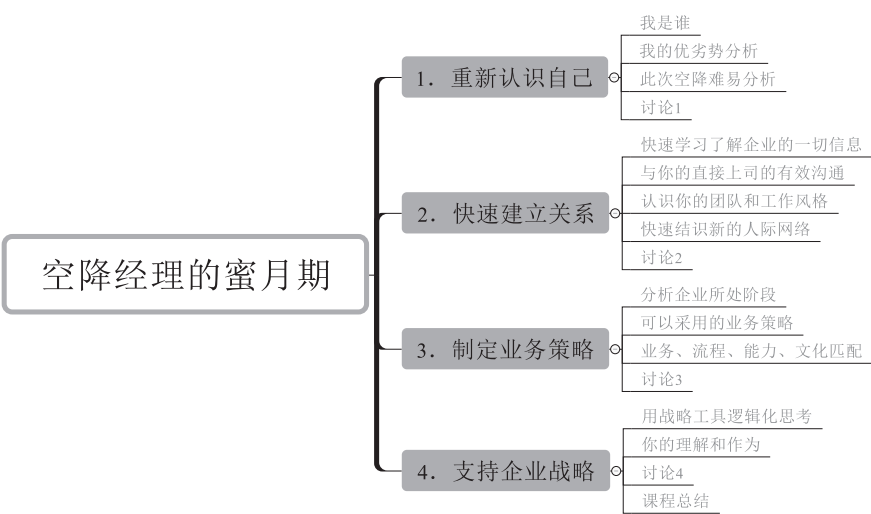 空降经理的蜜月期
1．重新认识自己
我是谁
我的优劣势分析
此次空降难易分析
讨论1
2．快速建立关系
快速学习了解企业的一切信息
与你的直接上司的有效沟通
认识你的团队和工作风格
快速结识新的人际网络
讨论2
3．制定业务策略
分析企业所处阶段
可以采用的业务策略
业务、流程、能力、文化匹配
讨论3
4．支持企业战略
用战略工具逻辑化思考
你的理解和作为
讨论4
课程总结